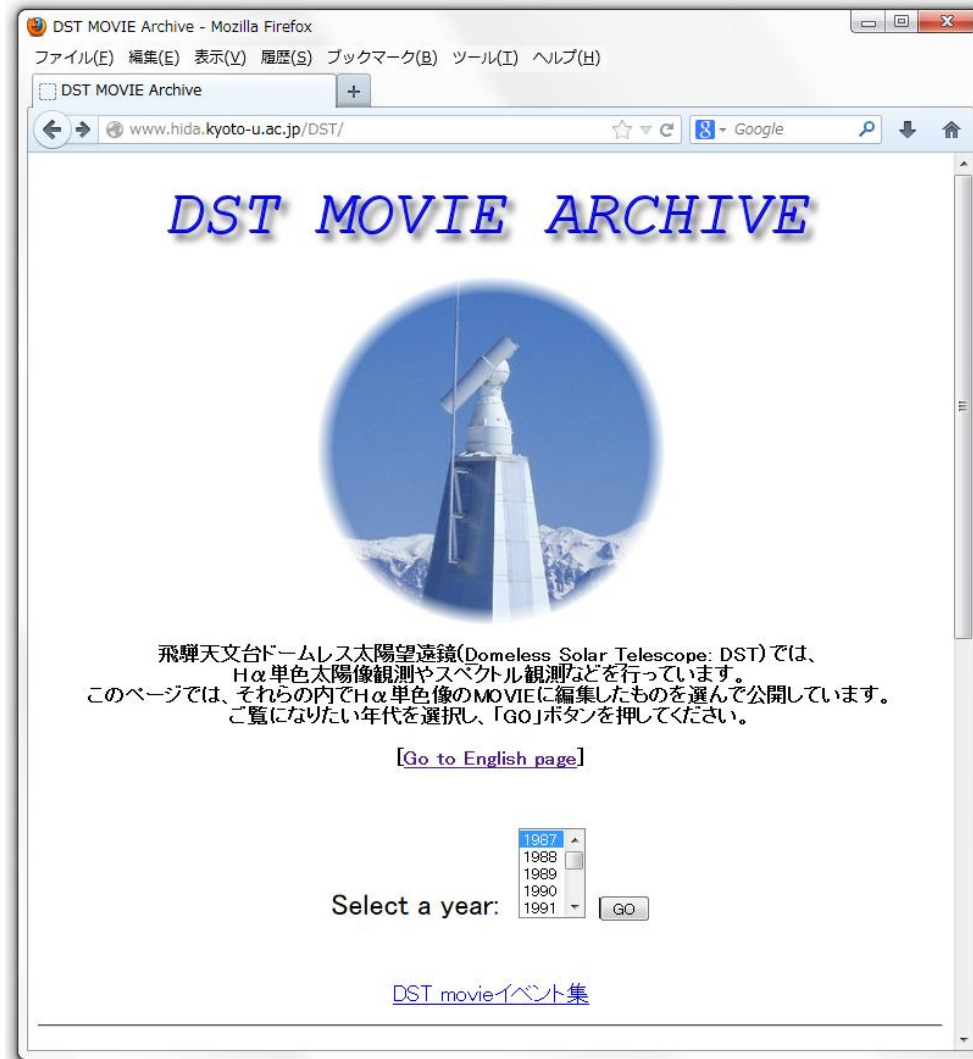 DST MOVIE Archive - Mozilla Firefox
ファイル(F) 編集(E) 表示(V) 履歴(S) ブックマーク(B) ツール(T) ヘルプ(H)
DST MOVIE Archive
www.hida.kyoto-u.ac.jp/DST/
Google
DST MOVIE ARCHIVE
飛騨天文台ドームレス太陽望遠鏡(Domeless Solar Telescope: DST)では、
Hα単色太陽像観測やスペクトル観測などを行っています。
このページでは、それらの内でHα単色像のMOVIEに編集したものを選んで公開しています。
ご覧になりたい年代を選択し、「GO」ボタンを押してください。
[Go to English page]
1987
1988
1989
1990
1991
Select a year:
GO
DST movieイベント集